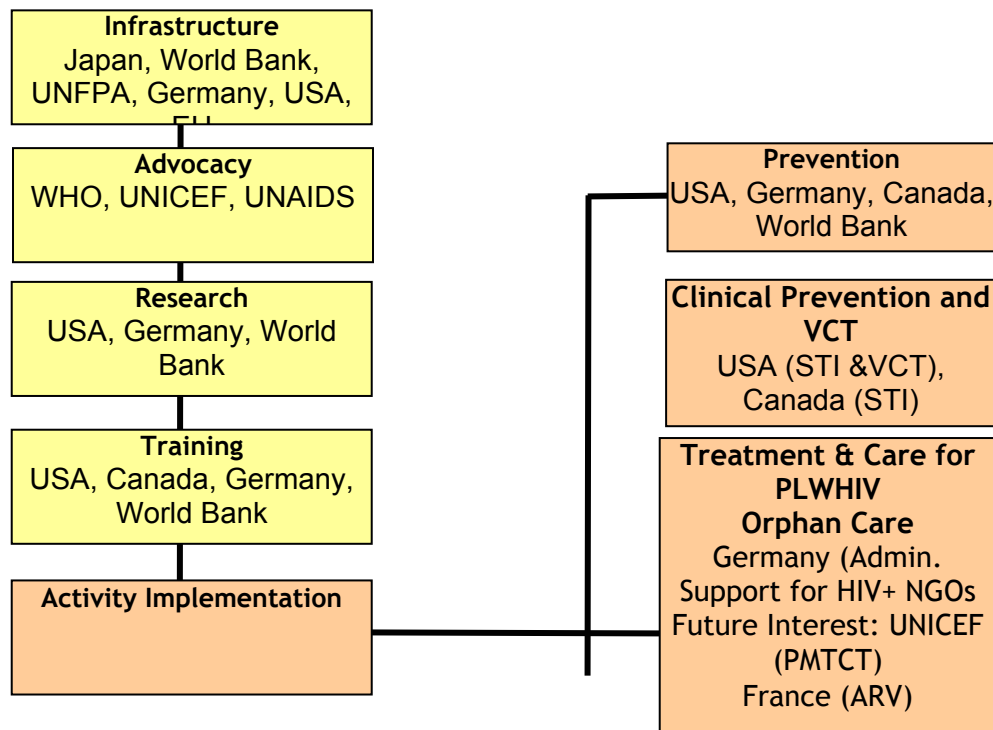 Infrastructure
Japan, World Bank,
UNFPA, Germany, USA,
EU
Advocacy
WHO, UNICEF, UNAIDS
Research
USA, Germany, World
Bank
Training
USA, Canada, Germany,
World Bank
Activity Implementation
Prevention
USA, Germany, Canada,
World Bank
Clinical Prevention and
VCT
USA (STI &VCT),
Canada (STI)
Treatment & Care for
PLWHIV
Orphan Care
Germany (Admin.
Support for HIV+ NGOs
Future Interest: UNICEF
(PMTCT)
France (ARV)